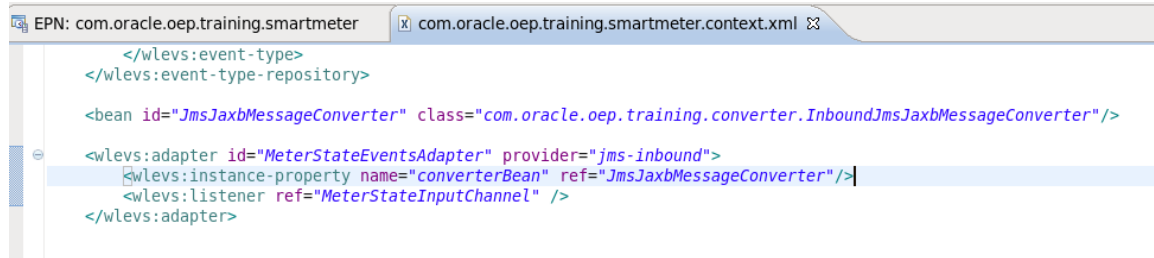 EPN: com.oracle.oep.training.smartmeter com.oracle.oep.training.smartmeter.context.xml
</wlevs:event-type>
</wlevs:event-type-repository>
<bean id="JmsJaxbMessageConverter" class="com.oracle.oep.training.converter.InboundJmsJaxbMessageConverter"/>
<wlevs:adapter id="MeterStateEventsAdapter" provider="jms-inbound">
<wlevs:instance-property name="converterBean" ref="JmsJaxbMessageConverter"/>
<wlevs:listener ref="MeterStateInputChannel" />
</wlevs:adapter>